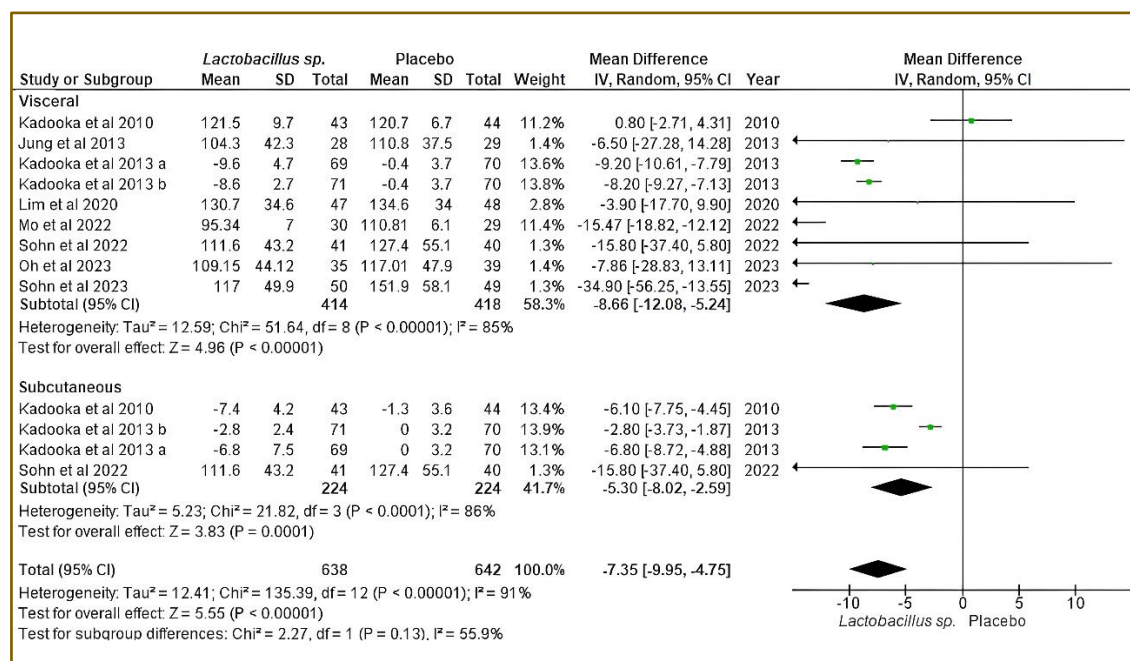 Lactobacillus sp. Placebo Mean Difference Mean Difference
Study or Subgroup Mean SD Total Mean SD Total Weight IV, Random, 95% CI Year IV, Random, 95% CI
Visceral
Kadooka et al 2010 121.5 9.7 43 120.7 6.7 44 11.2% 0.80 [-2.71, 4.31] 2010
Jung et al 2013 104.3 42.3 28 110.8 37.5 29 1.4% -6.50 [-27.28, 14.28] 2013
Kadooka et al 2013 a -9.6 4.7 69 -0.4 3.7 70 13.6% -9.20 [-10.61, -7.79] 2013
Kadooka et al 2013 b -8.6 2.7 71 -0.4 3.7 70 13.8% -8.20 [-9.27, -7.13] 2013
Lim et al 2020 130.7 34.6 47 134.6 34 48 2.8% -3.90 [-17.70, 9.90] 2020
Mo et al 2022 95.34 7 30 110.81 6.1 29 11.4% -15.47 [-18.82, -12.12] 2022
Sohn et al 2022 111.6 43.2 41 127.4 55.1 40 1.3% -15.80 [-37.40, 5.80] 2022
Oh et al 2023 109.15 44.12 35 117.01 47.9 39 1.4% -7.86 [-28.83, 13.11] 2023
Sohn et al 2023 117 49.9 50 151.9 58.1 49 1.3% -34.90 [-56.25, -13.55] 2023
Subtotal (95% CI) 414 418 58.3% -8.66 [-12.08, -5.24]
Heterogeneity: Tau² = 12.59; Chi² = 51.64, df = 8 (P < 0.00001); I² = 85%
Test for overall effect: Z = 4.96 (P < 0.00001)
Subcutaneous
Kadooka et al 2010 -7.4 4.2 43 -1.3 3.6 44 13.4% -6.10 [-7.75, -4.45] 2010
Kadooka et al 2013 b -2.8 2.4 71 0 3.2 70 13.9% -2.80 [-3.73, -1.87] 2013
Kadooka et al 2013 a -6.8 7.5 69 0 3.2 70 13.1% -6.80 [-8.72, -4.88] 2013
Sohn et al 2022 111.6 43.2 41 127.4 55.1 40 1.3% -15.80 [-37.40, 5.80] 2022
Subtotal (95% CI) 224 224 41.7% -5.30 [-8.02, -2.59]
Heterogeneity: Tau² = 5.23; Chi² = 21.82, df = 3 (P < 0.0001); I² = 86%
Test for overall effect: Z = 3.83 (P = 0.0001)
Total (95% CI) 638 642 100.0% -7.35 [-9.95, -4.75]
Heterogeneity: Tau² = 12.41; Chi² = 135.39, df = 12 (P < 0.00001); I² = 91%
Test for overall effect: Z = 5.55 (P < 0.00001)
Test for subgroup differences: Chi² = 2.27, df = 1 (P = 0.13), I² = 55.9%
-10 -5 0 5 10
Lactobacillus sp. Placebo